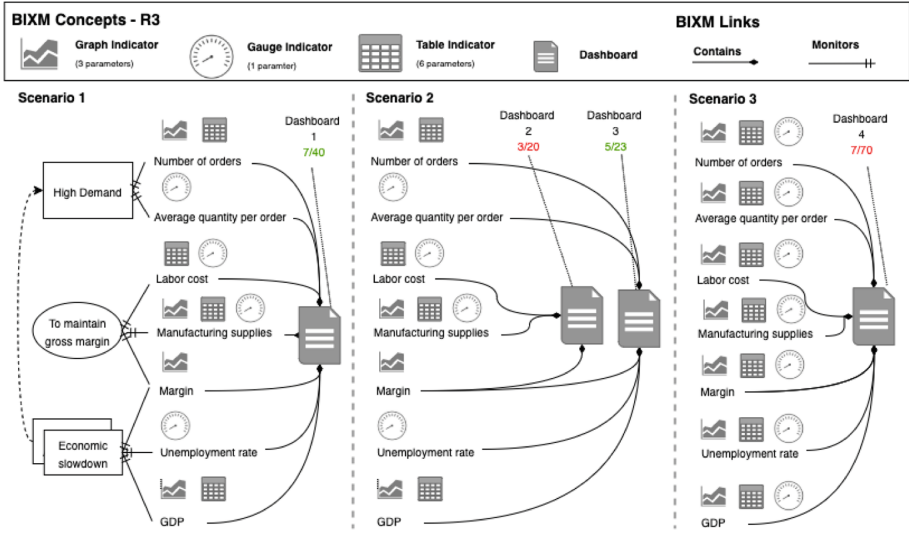 BIXM Concepts - R3
BIXM Links
Graph Indicator
(3 parameters)
Gauge Indicator
(1 paramter)
Table Indicator
(6 parameters)
Dashboard
Contains
Monitors
Scenario 1
High Demand
To maintain
gross margin
Economic
slowdown
Dashboard
1
7/40
Number of orders
Average quantity per order
Labor cost
Manufacturing supplies
Margin
Unemployment rate
GDP
Scenario 2
Dashboard
2
3/20
Dashboard
3
5/23
Number of orders
Average quantity per order
Labor cost
Manufacturing supplies
Margin
Unemployment rate
GDP
Scenario 3
Dashboard
4
7/70
Number of orders
Average quantity per order
Labor cost
Manufacturing supplies
Margin
Unemployment rate
GDP